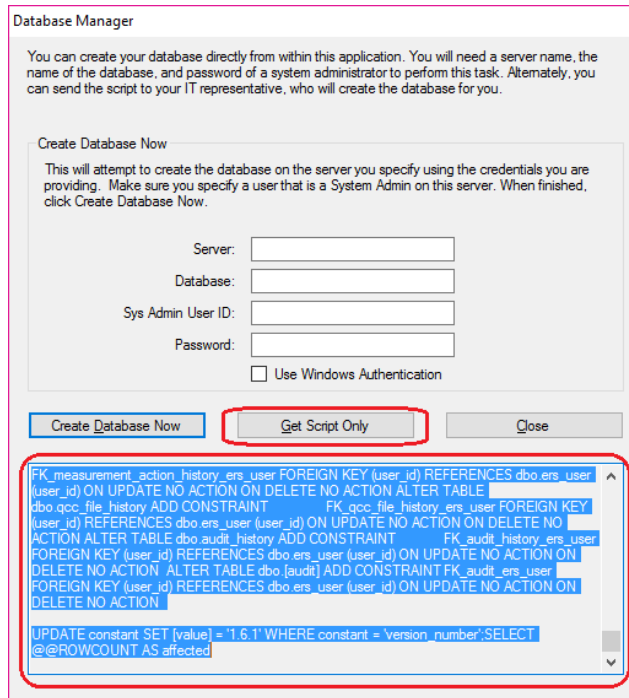 Database Manager
You can create your database directly from within this application. You will need a server name, the
name of the database, and password of a system administrator to perform this task. Alternately, you
can send the script to your IT representative, who will create the database for you.
Create Database Now
This will attempt to create the database on the server you specify using the credentials you are
providing. Make sure you specify a user that is a System Admin on this server. When finished,
click Create Database Now.
Server:
Database:
Sys Admin User ID:
Password:
Use Windows Authentication
Create Database Now Get Script Only Close
FK_measurement_action_history_ers_user FOREIGN KEY (user_id) REFERENCES dbo.ers_user
(user_id) ON UPDATE NO ACTION ON DELETE NO ACTION ALTER TABLE
dbo.qcc_file_history ADD CONSTRAINT FK_qcc_file_history_ers_user FOREIGN KEY
(user_id) REFERENCES dbo.ers_user (user_id) ON UPDATE NO ACTION ON DELETE NO
ACTION ALTER TABLE dbo.audit_history ADD CONSTRAINT FK_audit_history_ers_user
FOREIGN KEY (user_id) REFERENCES dbo.ers_user (user_id) ON UPDATE NO ACTION ON
DELETE NO ACTION ALTER TABLE dbo.[audit] ADD CONSTRAINT FK_audit_ers_user
FOREIGN KEY (user_id) REFERENCES dbo.ers_user (user_id) ON UPDATE NO ACTION ON
DELETE NO ACTION
UPDATE constant SET [value] = '1.6.1' WHERE constant = 'version_number';SELECT
@@ROWCOUNT AS affected